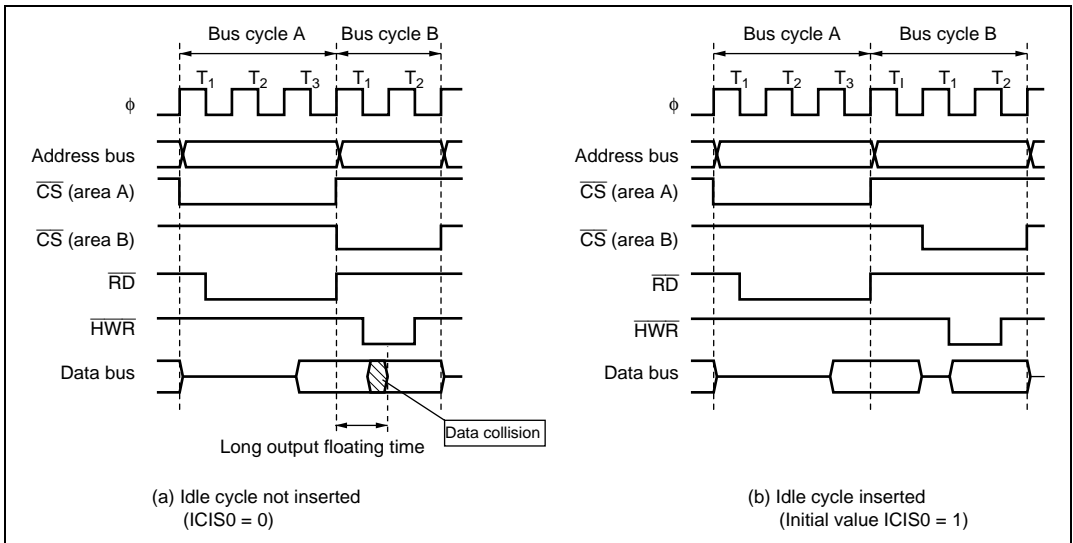 Bus cycle A Bus cycle B
T1 T2 T3 T1 T2
φ
Address bus
CS (area A)
CS (area B)
RD
HWR
Data bus
Data collision
Long output floating time
(a) Idle cycle not inserted
(ICIS0 = 0)
Bus cycle A Bus cycle B
T1 T2 T3 TI T1 T2
φ
Address bus
CS (area A)
CS (area B)
RD
HWR
Data bus
(b) Idle cycle inserted
(Initial value ICIS0 = 1)